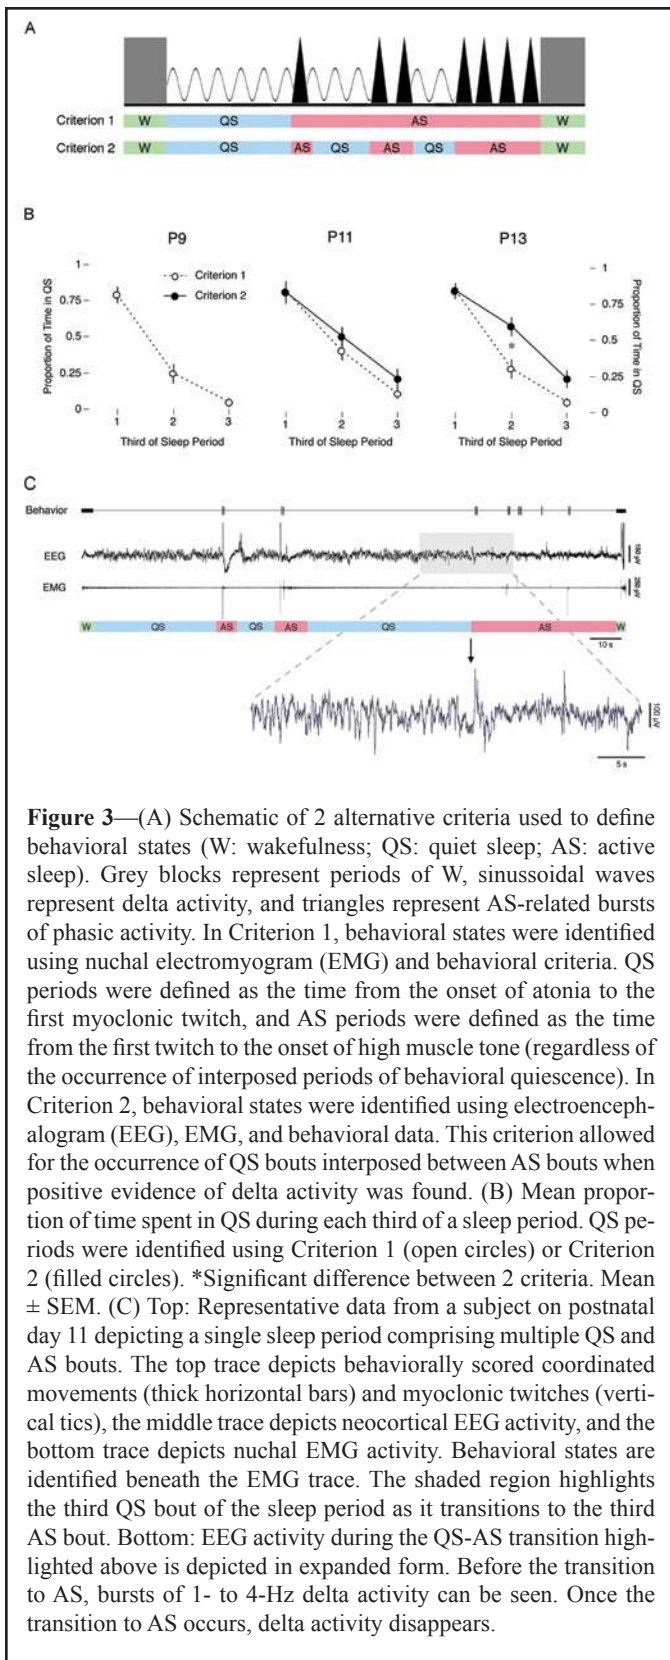 A
Criterion 1 W QS AS W
Criterion 2 W QS AS QS AS QS AS W
B
P9 P11 P13
Proportion of Time in QS
1
0.75
0.5
0.25
0
Criterion 1
Criterion 2
*
1
0.75
0.5
0.25
0
Proportion of Time in QS
1 2 3 1 2 3 1 2 3
Third of Sleep Period Third of Sleep Period Third of Sleep Period
C
Behavior
EEG 150 µV
EMG 250 µV
W QS AS QS AS QS AS W
10 s
100 µV
5 s
Figure 3—(A) Schematic of 2 alternative criteria used to define
behavioral states (W: wakefulness; QS: quiet sleep; AS: active
sleep). Grey blocks represent periods of W, sinussoidal waves
represent delta activity, and triangles represent AS-related bursts
of phasic activity. In Criterion 1, behavioral states were identified
using nuchal electromyogram (EMG) and behavioral criteria. QS
periods were defined as the time from the onset of atonia to the
first myoclonic twitch, and AS periods were defined as the time
from the first twitch to the onset of high muscle tone (regardless of
the occurrence of interposed periods of behavioral quiescence). In
Criterion 2, behavioral states were identified using electroenceph-
alogram (EEG), EMG, and behavioral data. This criterion allowed
for the occurrence of QS bouts interposed between AS bouts when
positive evidence of delta activity was found. (B) Mean propor-
tion of time spent in QS during each third of a sleep period. QS pe-
riods were identified using Criterion 1 (open circles) or Criterion
2 (filled circles). *Significant difference between 2 criteria. Mean
± SEM. (C) Top: Representative data from a subject on postnatal
day 11 depicting a single sleep period comprising multiple QS and
AS bouts. The top trace depicts behaviorally scored coordinated
movements (thick horizontal bars) and myoclonic twitches (verti-
cal tics), the middle trace depicts neocortical EEG activity, and the
bottom trace depicts nuchal EMG activity. Behavioral states are
identified beneath the EMG trace. The shaded region highlights
the third QS bout of the sleep period as it transitions to the third
AS bout. Bottom: EEG activity during the QS-AS transition high-
lighted above is depicted in expanded form. Before the transition
to AS, bursts of 1- to 4-Hz delta activity can be seen. Once the
transition to AS occurs, delta activity disappears.